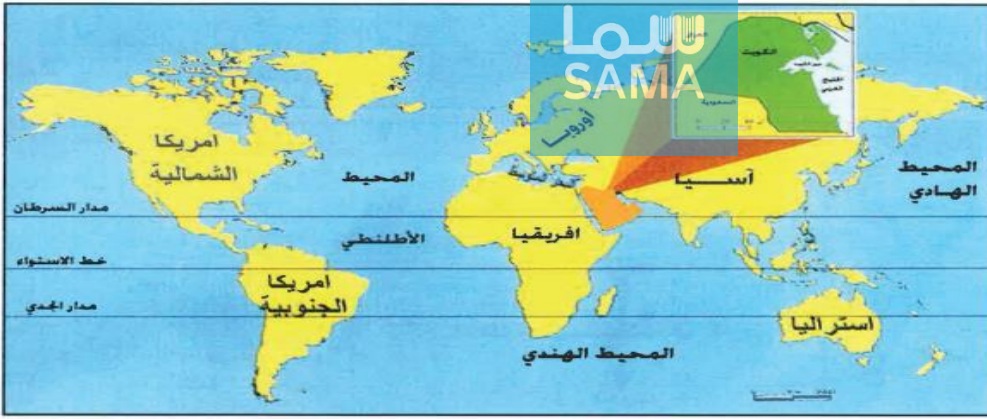 سما
SAMA
العراق
الكويت
السعودية
أوروبا
امريكا
الشمالية
المحيط
آســـيـا
المحيط
الهادي
مدار السرطان
الأطلنطي
افريقيا
خط الاستواء
امريكا
الجنوبية
مدار الجدي
استراليا
المحيط الهندي